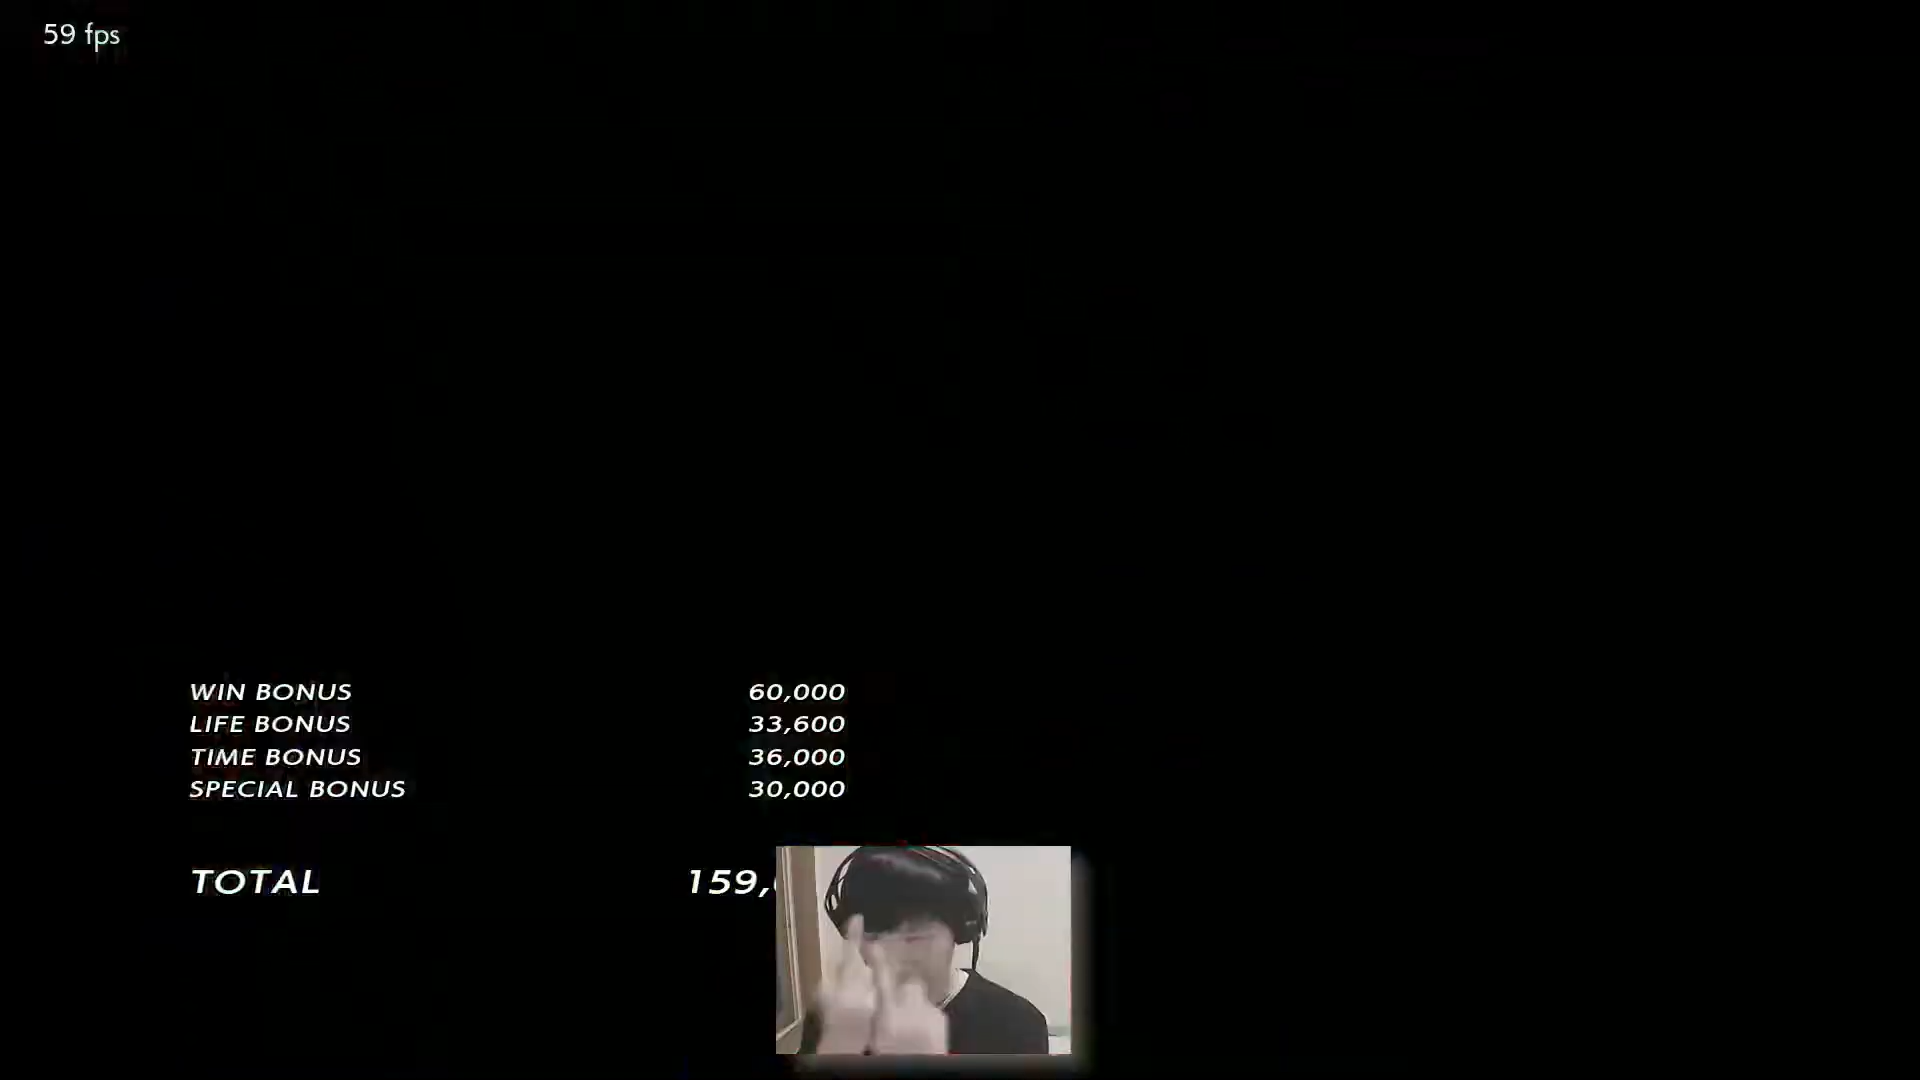 59 fps
WIN BONUS 60,000
LIFE BONUS 33,600
TIME BONUS 36,000
SPECIAL BONUS 30,000
TOTAL 159,